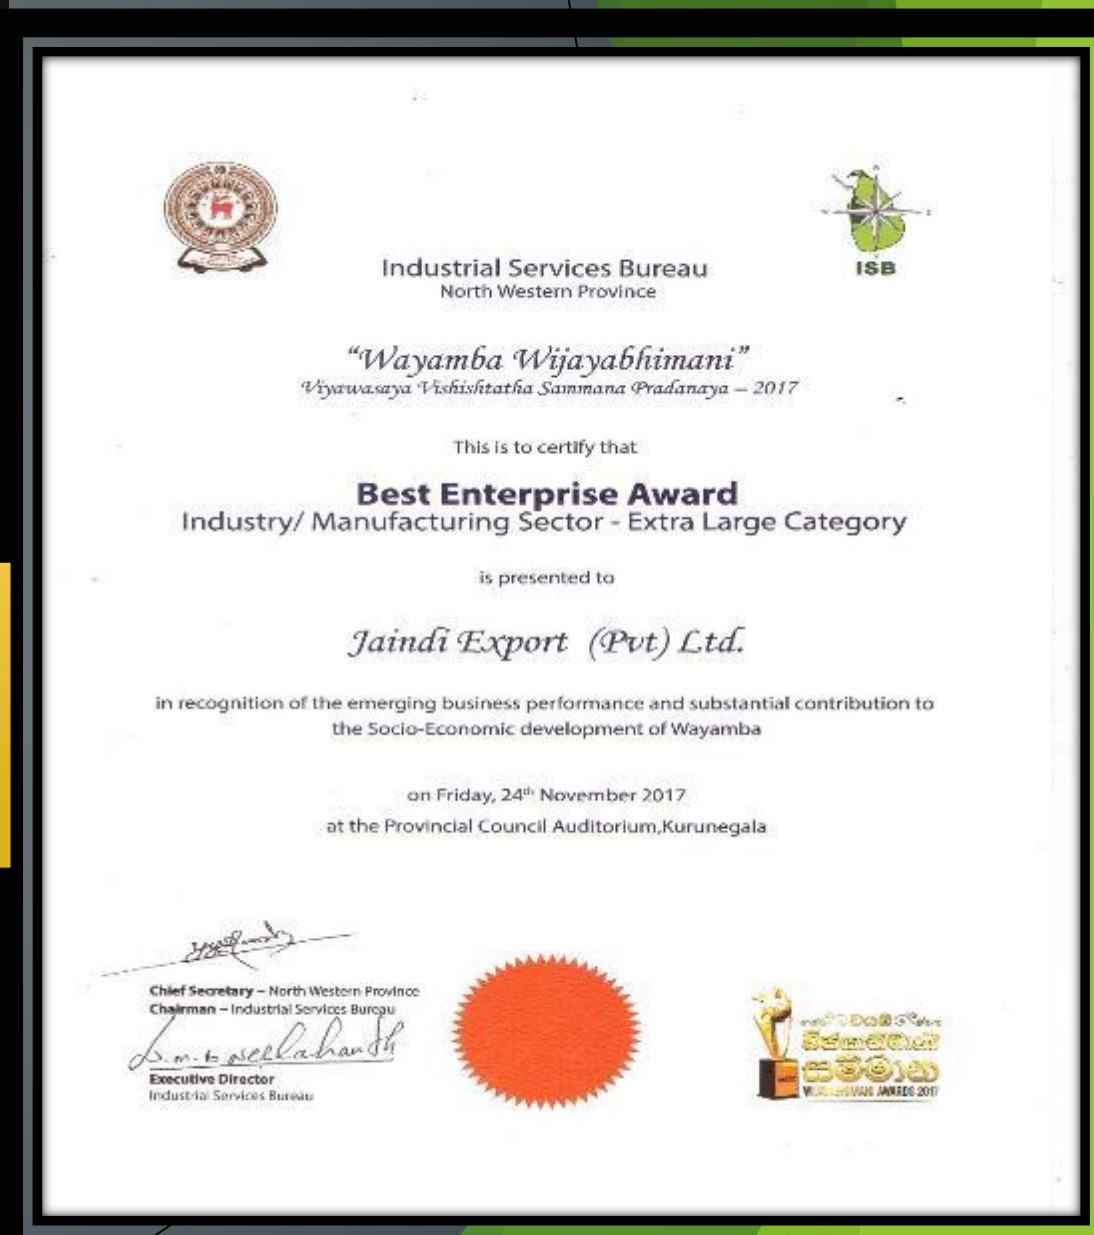 ISB
Industrial Services Bureau
North Western Province
“Wayamba Wijayabhimani”
Viyawasaya Vishishtatha Sammana Pradanaya – 2017
This is to certify that
Best Enterprise Award
Industry/ Manufacturing Sector - Extra Large Category
is presented to
Jaindi Export (Pvt) Ltd.
in recognition of the emerging business performance and substantial contribution to
the Socio-Economic development of Wayamba
on Friday, 24th November 2017
at the Provincial Council Auditorium,Kurunegala
Chief Secretary – North Western Province
Chairman – Industrial Services Bureau
Executive Director
Industrial Services Bureau
සම්මාන
WIJAYABHIMANI AWARDS 2017